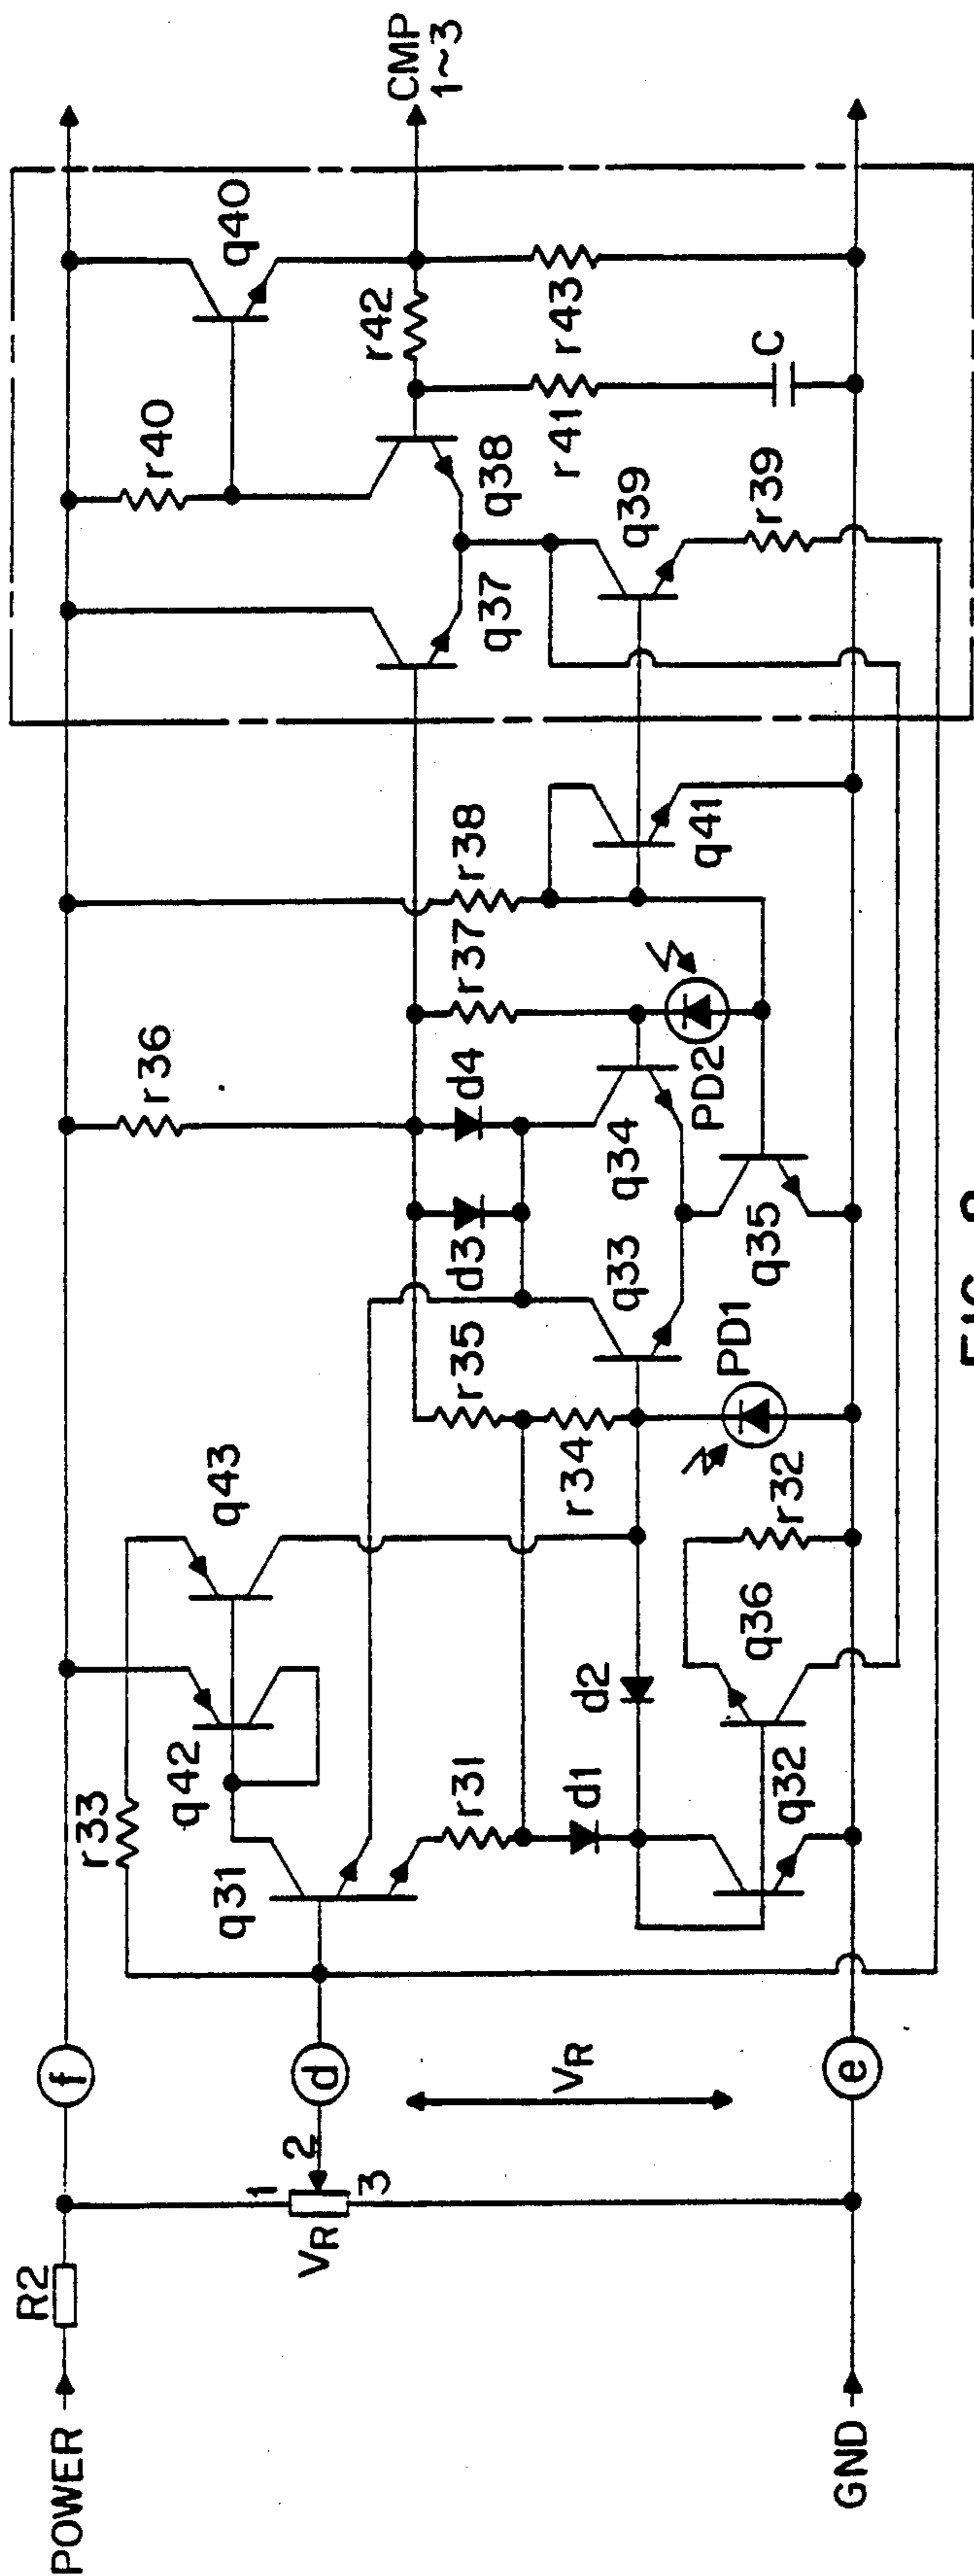 POWER
R2
f
VR
1
2
3
d
VR
GND
e
r33
q42
q43
q31
r31
d1
d2
q32
q36
r32
r34
r35
PD1
d3
d4
r36
q33
q34
q35
PD2
r37
r38
q41
q37
q38
r40
q40
q39
r39
r41
r42
r43
C
CMP
1~3
FIG.